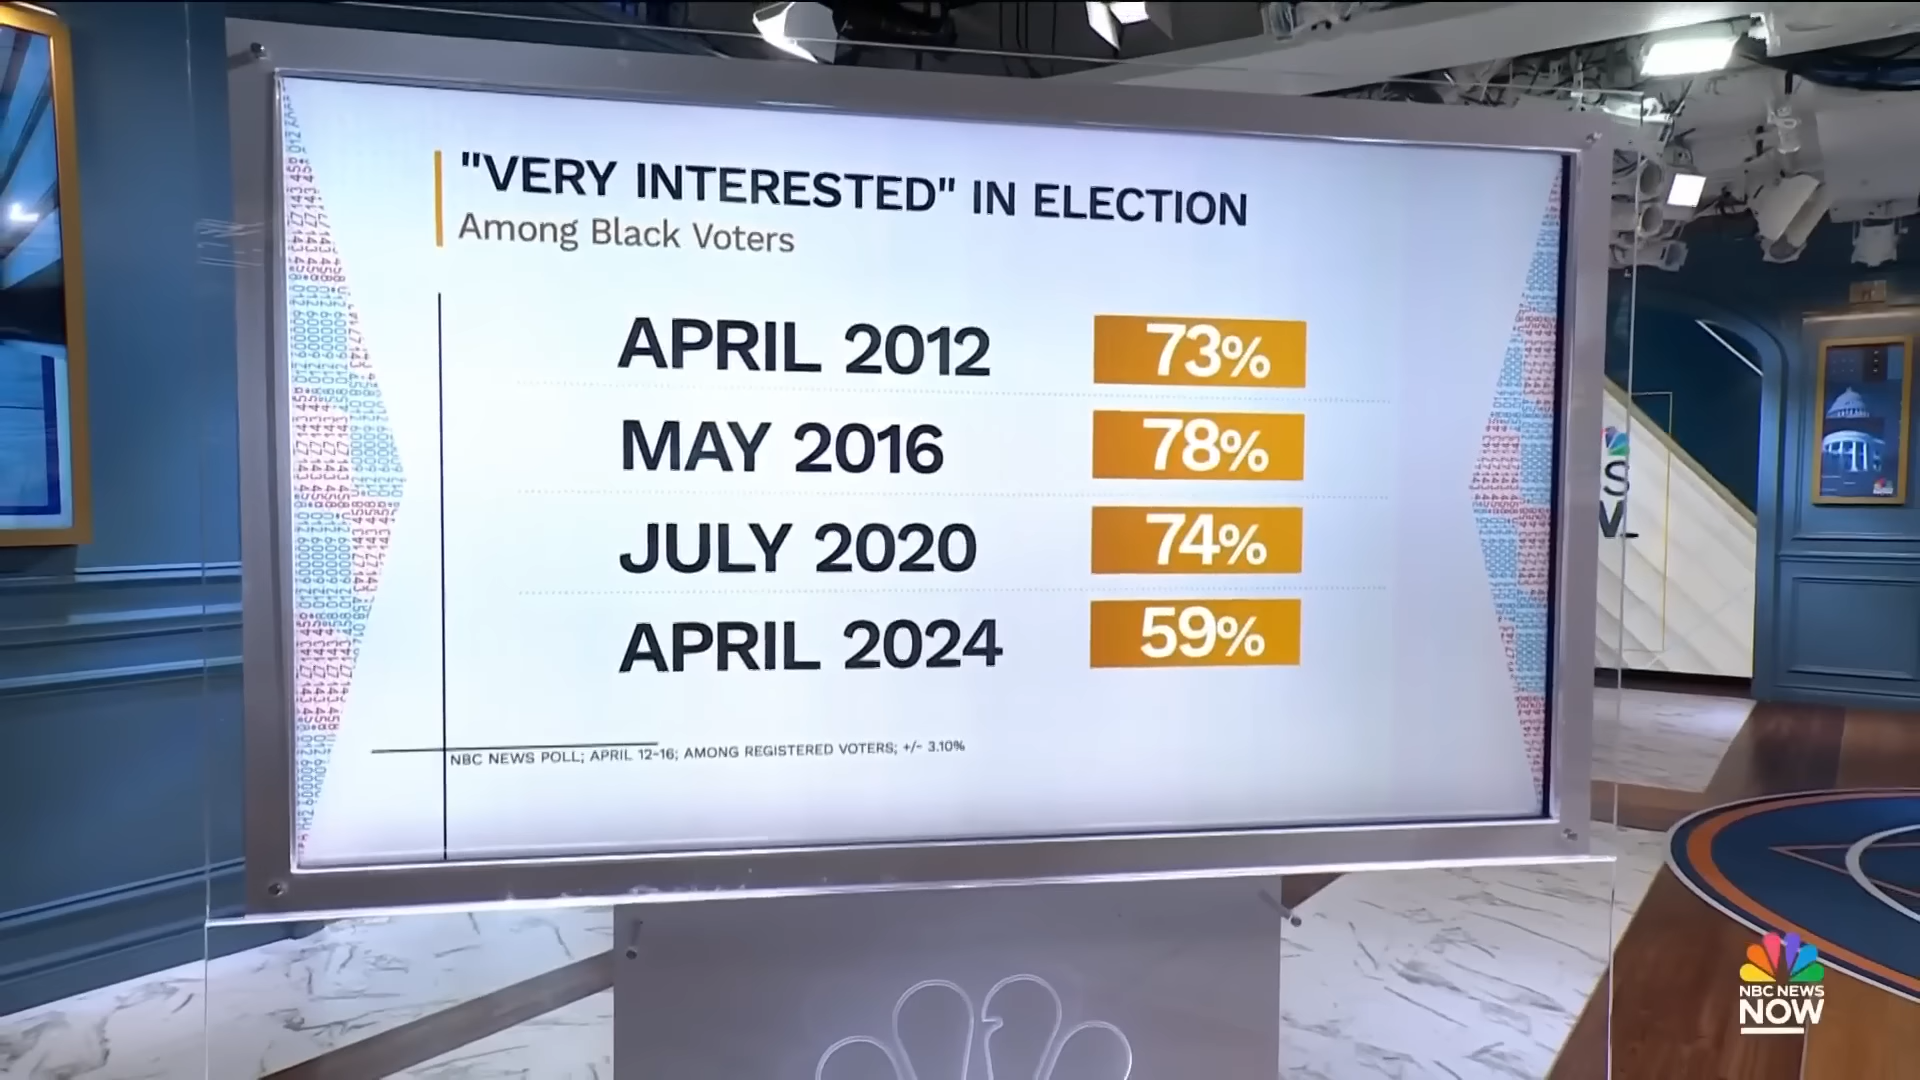 "VERY INTERESTED" IN ELECTION
Among Black Voters
APRIL 2012 73%
MAY 2016 78%
JULY 2020 74%
APRIL 2024 59%
NBC NEWS POLL; APRIL 12-16; AMONG REGISTERED VOTERS; +/- 3.10%
NBC NEWS
NOW